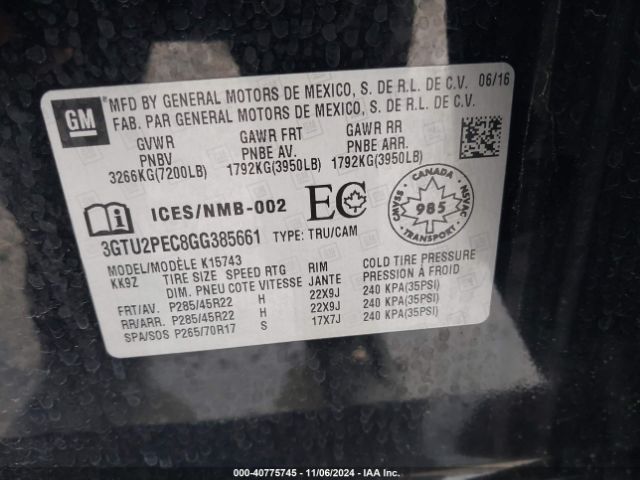 GM
MFD BY GENERAL MOTORS DE MEXICO, S. DE R.L. DE C.V. 06/16
FAB. PAR GENERAL MOTORS DE MEXICO, S. DE R.L. DE C.V.
GVWR GAWR FRT GAWR RR
PNBV PNBE AV. PNBE ARR.
3266KG(7200LB) 1792KG(3950LB) 1792KG(3950LB)
ICES/NMB-002 EC
CANADA
CMVSS 985 NSVAC
TRANSPORT
3GTU2PEC8GG385661 TYPE: TRU/CAM
MODEL/MODÈLE K15743
KK9Z TIRE SIZE SPEED RTG RIM COLD TIRE PRESSURE
DIM. PNEU COTE VITESSE JANTE PRESSION À FROID
FRT/AV. P285/45R22 H 22X9J 240 KPA(35PSI)
RR/ARR. P285/45R22 H 22X9J 240 KPA(35PSI)
SPA/SOS P265/70R17 S 17X7J 240 KPA(35PSI)
000-40775745 - 11/06/2024 - IAA Inc.